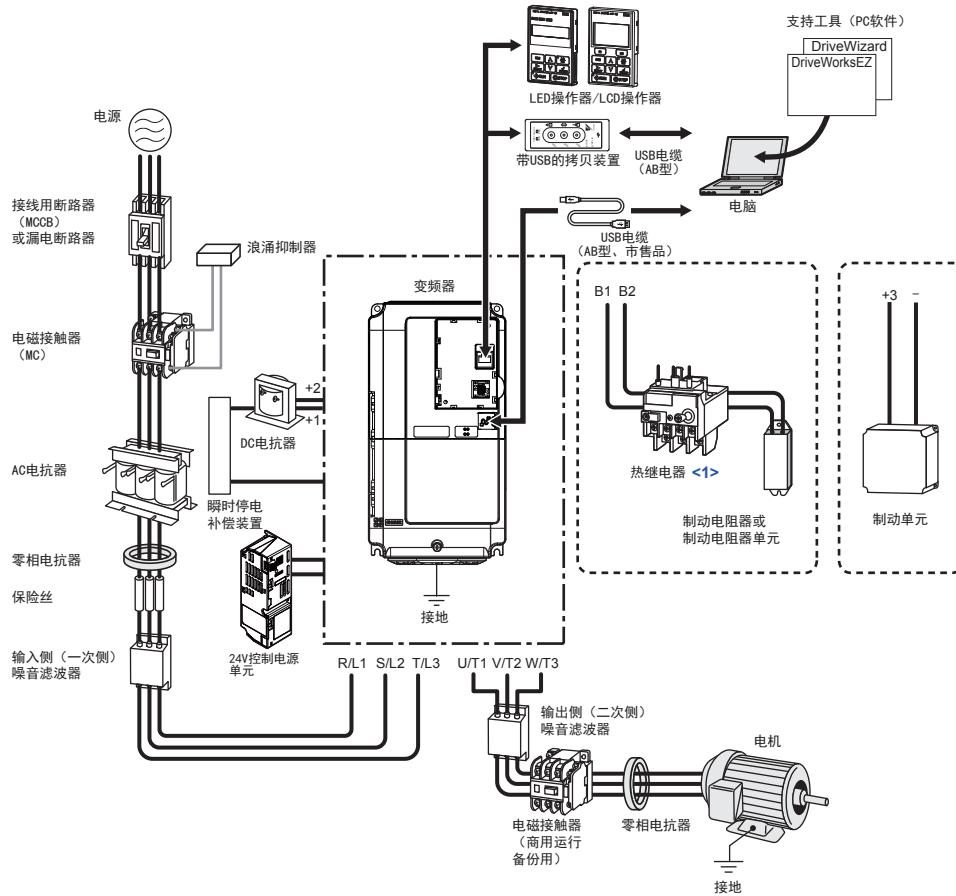 支持工具（PC软件）
DriveWizard
DriveWorksEZ
LED操作器/LCD操作器
电源
带USB的拷贝装置
USB电缆
（AB型）
电脑
接线用断路器
（MCCB）
或漏电断路器
浪涌抑制器
USB电缆
（AB型、市售品）
变频器
B1 B2
+3 −
电磁接触器
（MC）
+2
+1
DC电抗器
AC电抗器
热继电器 <1>
瞬时停电
补偿装置
制动电阻器或
制动电阻器单元
制动单元
零相电抗器
保险丝
接地
输入侧（一次侧）
噪音滤波器
24V控制电源
单元
R/L1 S/L2 T/L3 U/T1 V/T2 W/T3
输出侧（二次侧）
噪音滤波器
电机
电磁接触器
（商用运行
备份用）
零相电抗器
接地